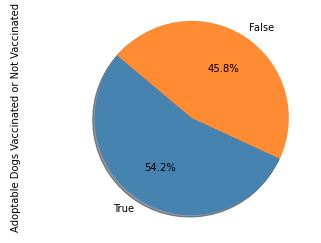 Adoptable Dogs Vaccinated or Not Vaccinated
False
45.8%
54.2%
True